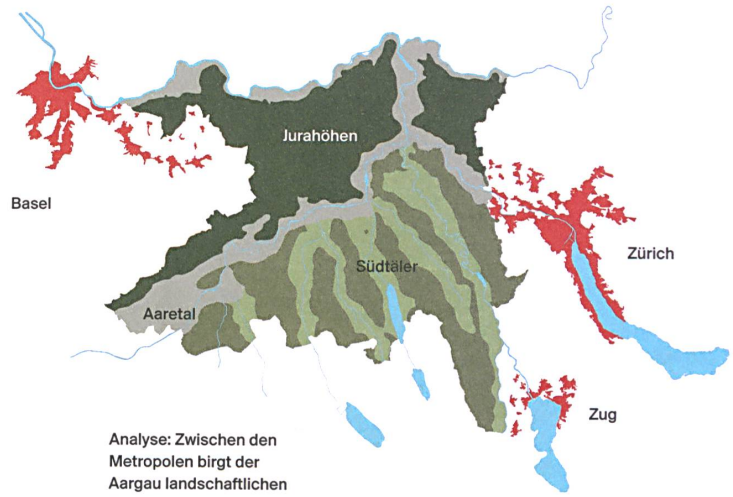 Jurahöhen
Basel
Zürich
Südtäler
Aaretal
Zug
Analyse: Zwischen den
Metropolen birgt der
Aargau landschaftlichen